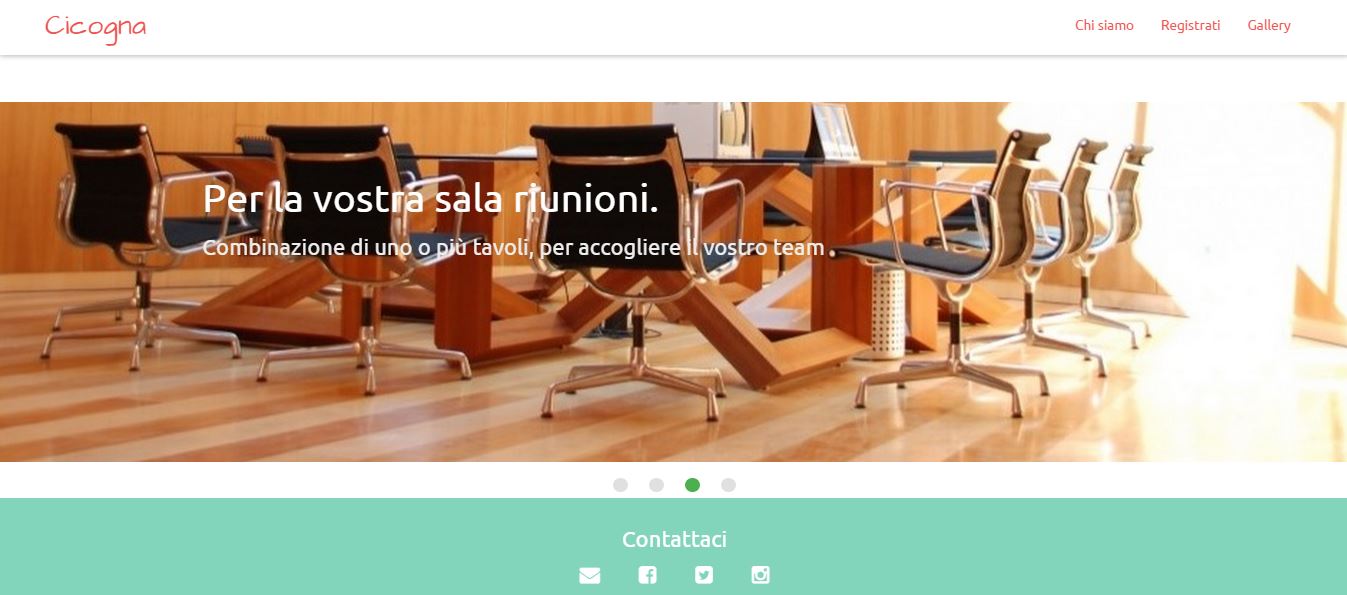 Cicogna
Chi siamo Registrati Gallery
Per la vostra sala riunioni.
Combinazione di uno o più tavoli, per accogliere il vostro team
Contattaci